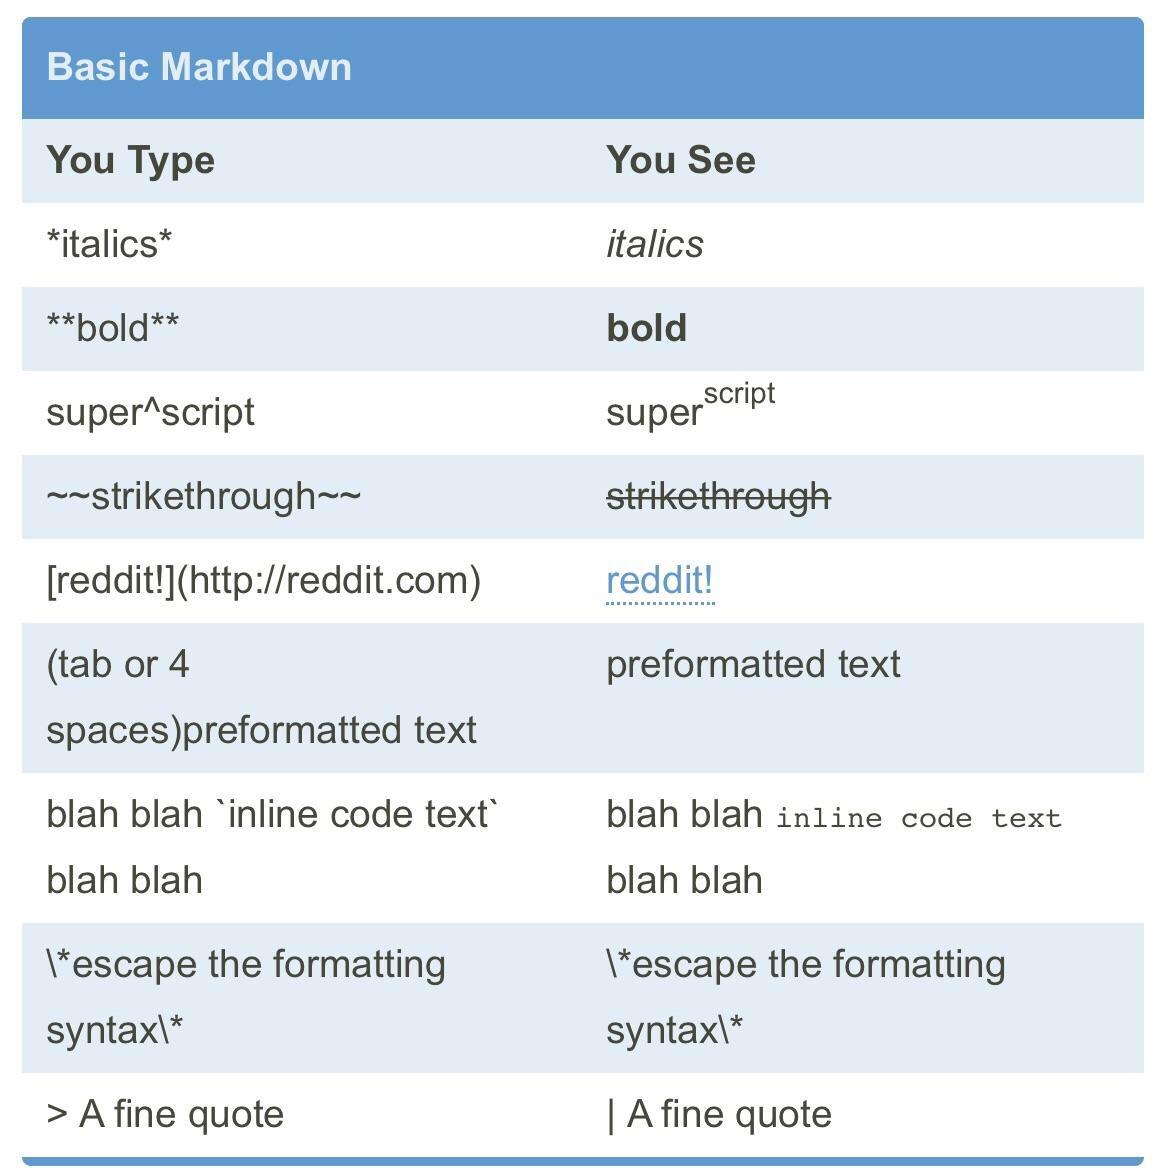 Basic Markdown
You Type You See
*italics* italics
**bold** bold
super^script superscript
~~strikethrough~~ strikethrough
[reddit!](http://reddit.com) reddit!
(tab or 4 preformatted text
spaces)preformatted text
blah blah `inline code text` blah blah inline code text
blah blah blah blah
\*escape the formatting \*escape the formatting
syntax\* syntax\*
> A fine quote | A fine quote